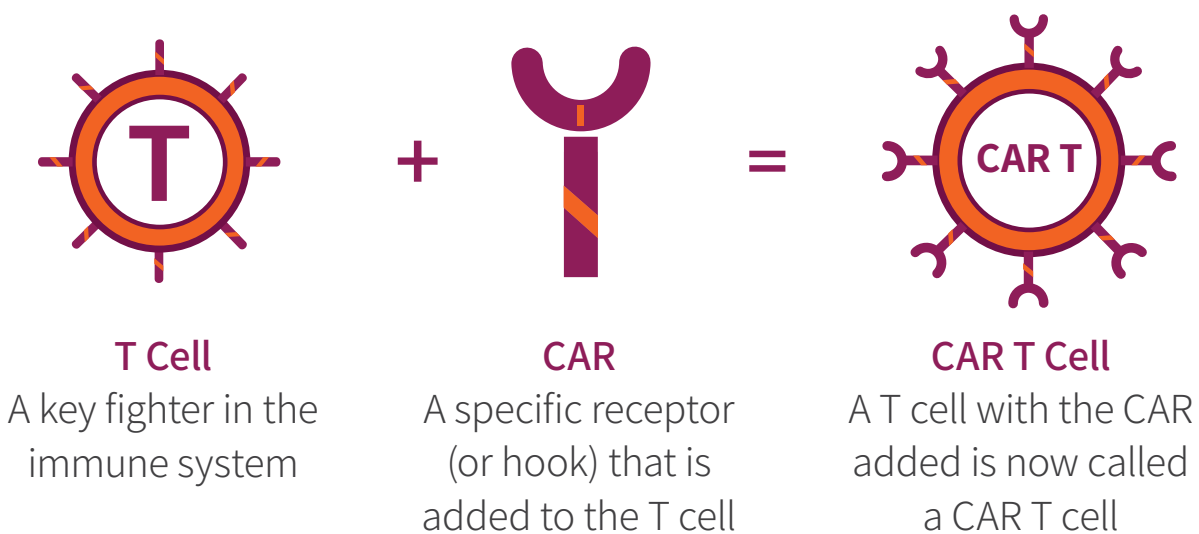 T
+
=
CAR T
T Cell
A key fighter in the
immune system
CAR
A specific receptor
(or hook) that is
added to the T cell
CAR T Cell
A T cell with the CAR
added is now called
a CAR T cell